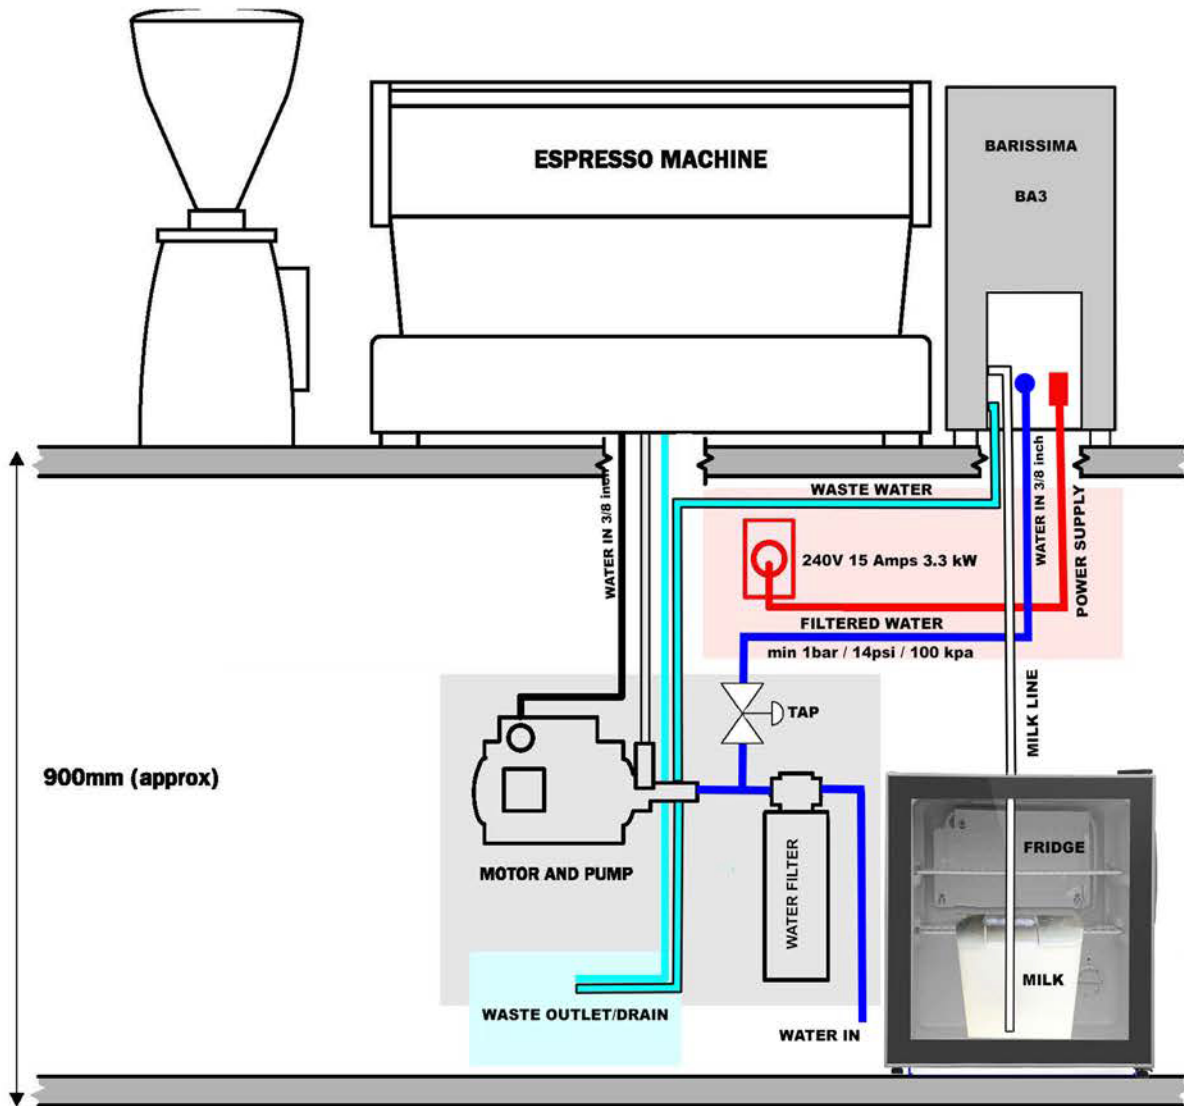 ESPRESSO MACHINE
BARISSIMA
BA3
WATER IN 3/8 inch
WASTE WATER
WATER IN 3/8 inch
POWER SUPPLY
240V 15 Amps 3.3 kW
FILTERED WATER
min 1bar / 14psi / 100 kpa
TAP
MILK LINE
900mm (approx)
MOTOR AND PUMP
WATER FILTER
FRIDGE
MILK
WASTE OUTLET/DRAIN
WATER IN